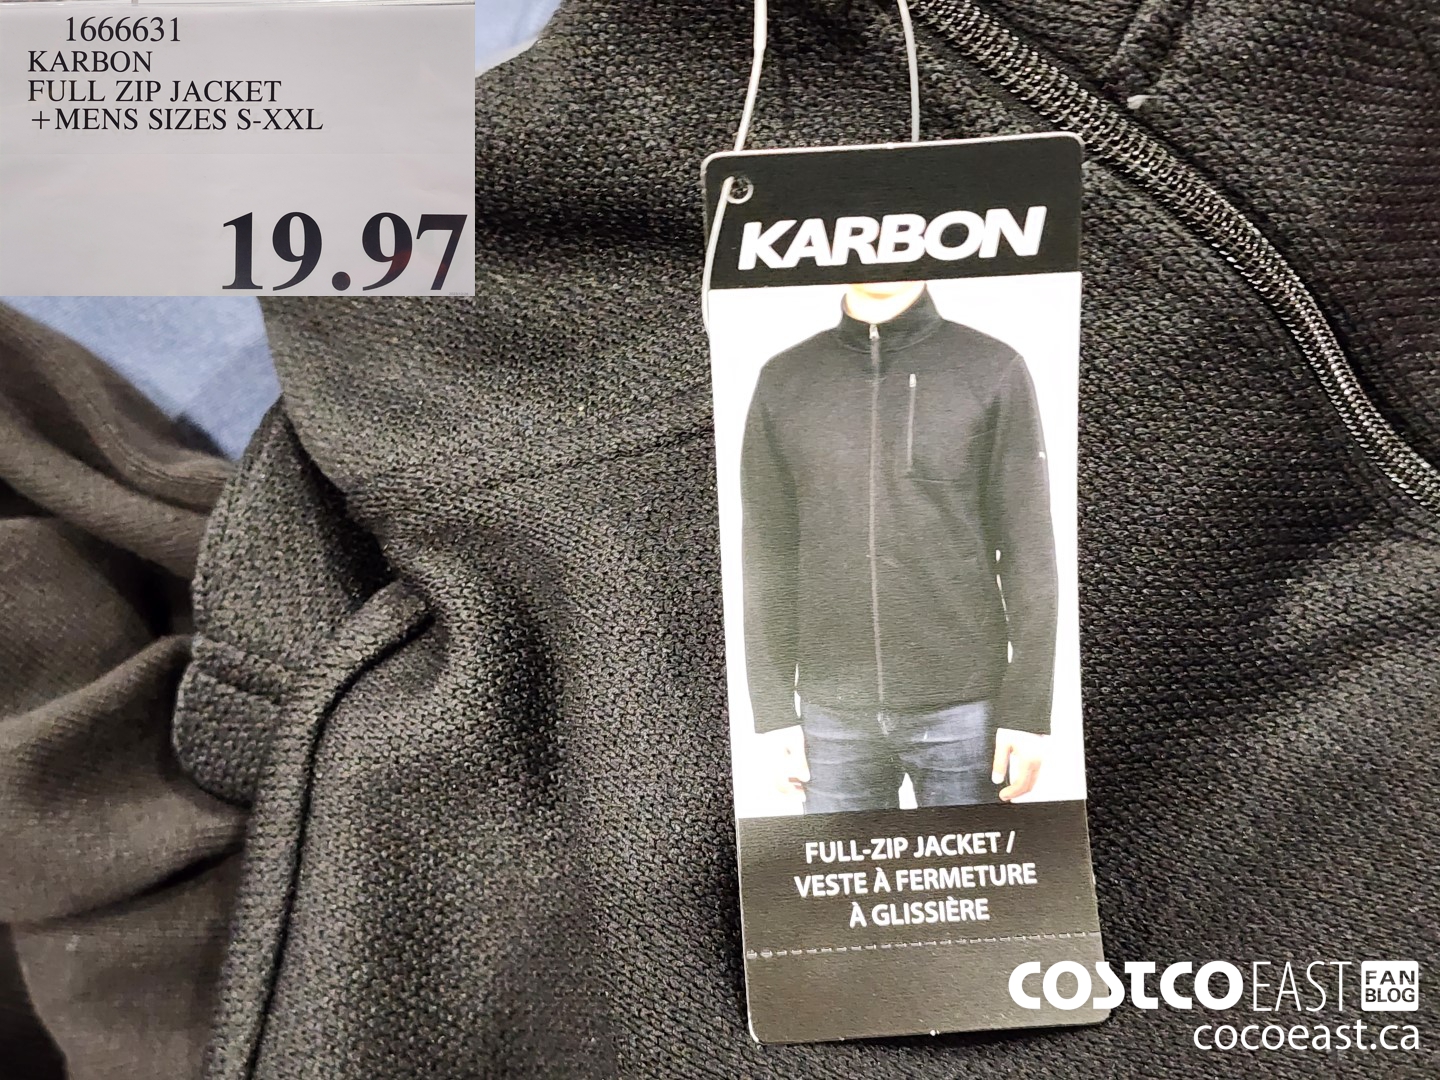 1666631
KARBON
FULL ZIP JACKET
+MENS SIZES S-XXL
19.97
KARBON
FULL-ZIP JACKET /
VESTE À FERMETURE
À GLISSIÈRE
COSTCO EAST FAN BLOG
cocoeast.ca